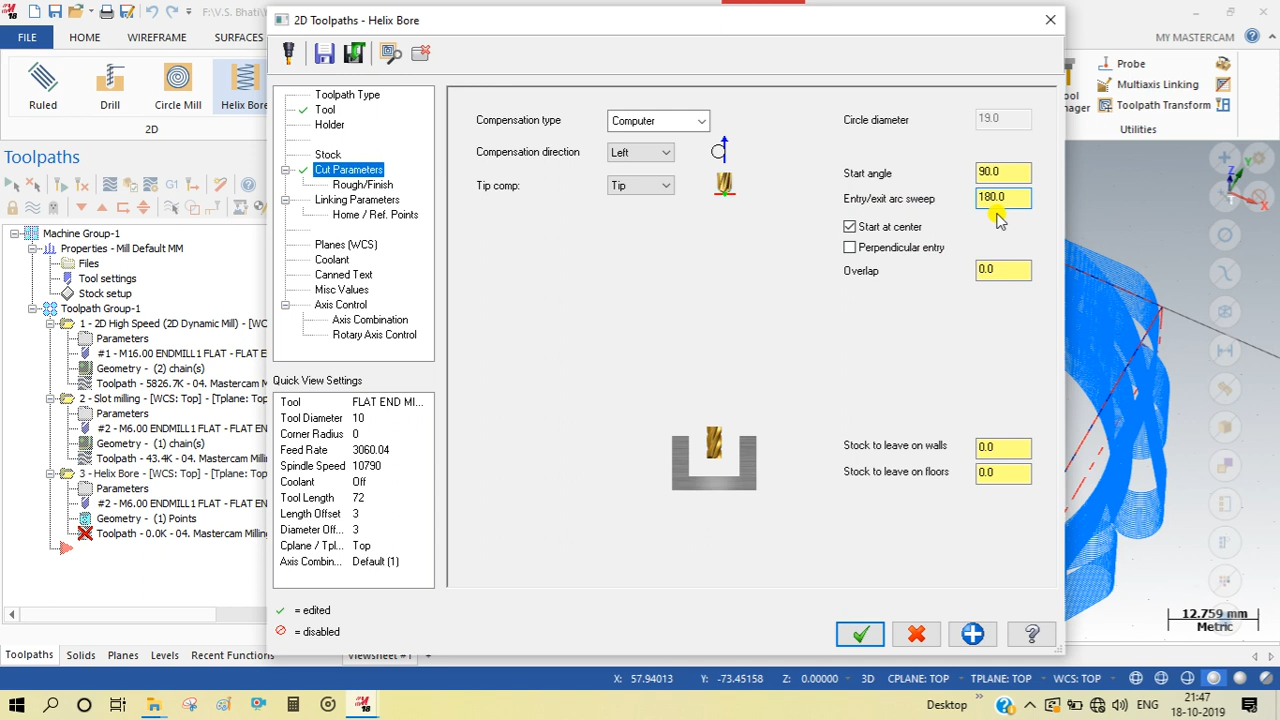 18
F:\V.S. Bhati\
2D Toolpaths - Helix Bore
FILE
HOME
WIREFRAME
SURFACES
MY MASTERCAM
Ruled
Drill
Circle Mill
Helix Bore
2D
Probe
Multiaxis Linking
Toolpath Transform
Utilities
Toolpaths
G1
Machine Group-1
Properties - Mill Default MM
Files
Tool settings
Stock setup
Toolpath Group-1
1 - 2D High Speed (2D Dynamic Mill) - [WC
Parameters
#1 - M16.00 ENDMILL1 FLAT - FLAT EN
Geometry - (2) chain(s)
Toolpath - 5826.7K - 04. Mastercam Mil
2 - Slot milling - [WCS: Top] - [Tplane: Top
Parameters
#2 - M6.00 ENDMILL1 FLAT - FLAT END
Geometry - (1) chain(s)
Toolpath - 43.4K - 04. Mastercam Millin
3 - Helix Bore - [WCS: Top] - [Tplane: Top
Parameters
#2 - M6.00 ENDMILL1 FLAT - FLAT END
Geometry - (1) Points
Toolpath - 0.0K - 04. Mastercam Milling
Toolpath Type
Tool
Holder
Stock
Cut Parameters
Rough/Finish
Linking Parameters
Home / Ref. Points
Planes (WCS)
Coolant
Canned Text
Misc Values
Axis Control
Axis Combination
Rotary Axis Control
Quick View Settings
Tool FLAT END MI...
Tool Diameter 10
Corner Radius 0
Feed Rate 3060.04
Spindle Speed 10790
Coolant Off
Tool Length 72
Length Offset 3
Diameter Off... 3
Cplane / Tpl... Top
Axis Combin... Default (1)
= edited
= disabled
Compensation type Computer
Compensation direction Left
Tip comp: Tip
Circle diameter 19.0
Start angle 90.0
Entry/exit arc sweep 180.0
Start at center
Perpendicular entry
Overlap 0.0
Stock to leave on walls 0.0
Stock to leave on floors 0.0
12.759 mm
Metric
Toolpaths
Solids
Planes
Levels
Recent Functions
Viewsheet #1
X: 57.94013
Y: -73.45158
Z: 0.00000
3D
CPLANE: TOP
TPLANE: TOP
WCS: TOP
Desktop
ENG
21:47
18-10-2019